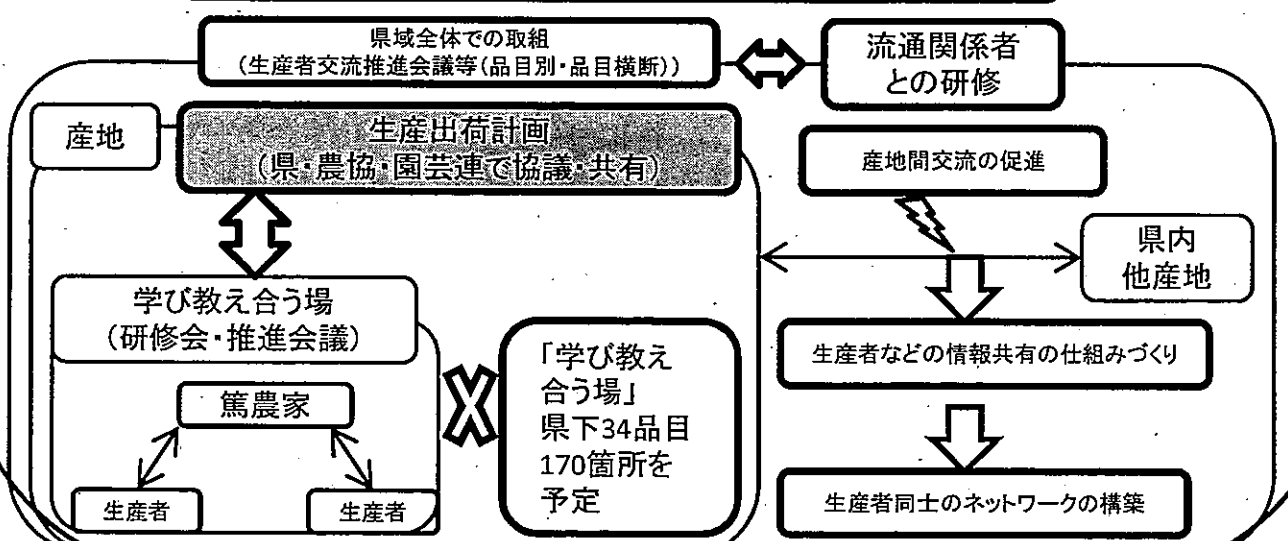 県域全体での取組
(生産者交流推進会議等(品目別・品目横断))
流通関係者
との研修
産地
生産出荷計画
(県・農協・園芸連で協議・共有)
産地間交流の促進
県内
他産地
学び教え合う場
(研修会・推進会議)
「学び教え
合う場」
県下34品目
170箇所を
予定
生産者などの情報共有の仕組みづくり
篤農家
生産者
生産者
生産者同士のネットワークの構築